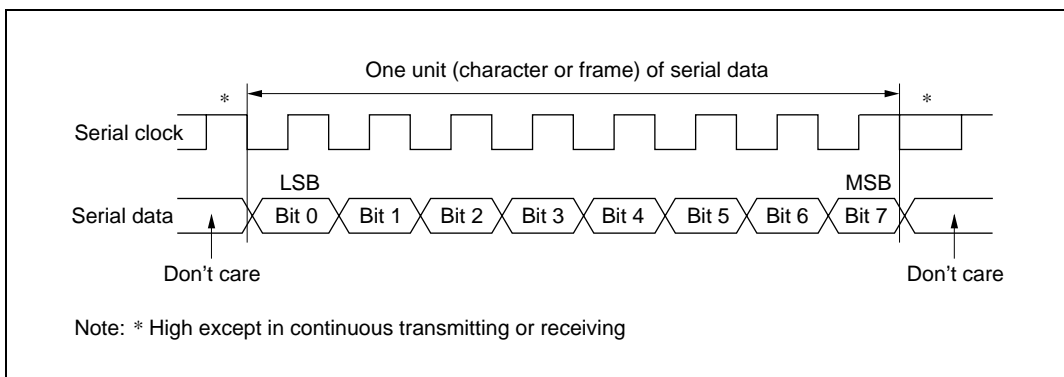 One unit (character or frame) of serial data
* *
Serial clock
LSB MSB
Serial data Bit 0 Bit 1 Bit 2 Bit 3 Bit 4 Bit 5 Bit 6 Bit 7
Don't care Don't care
Note: * High except in continuous transmitting or receiving